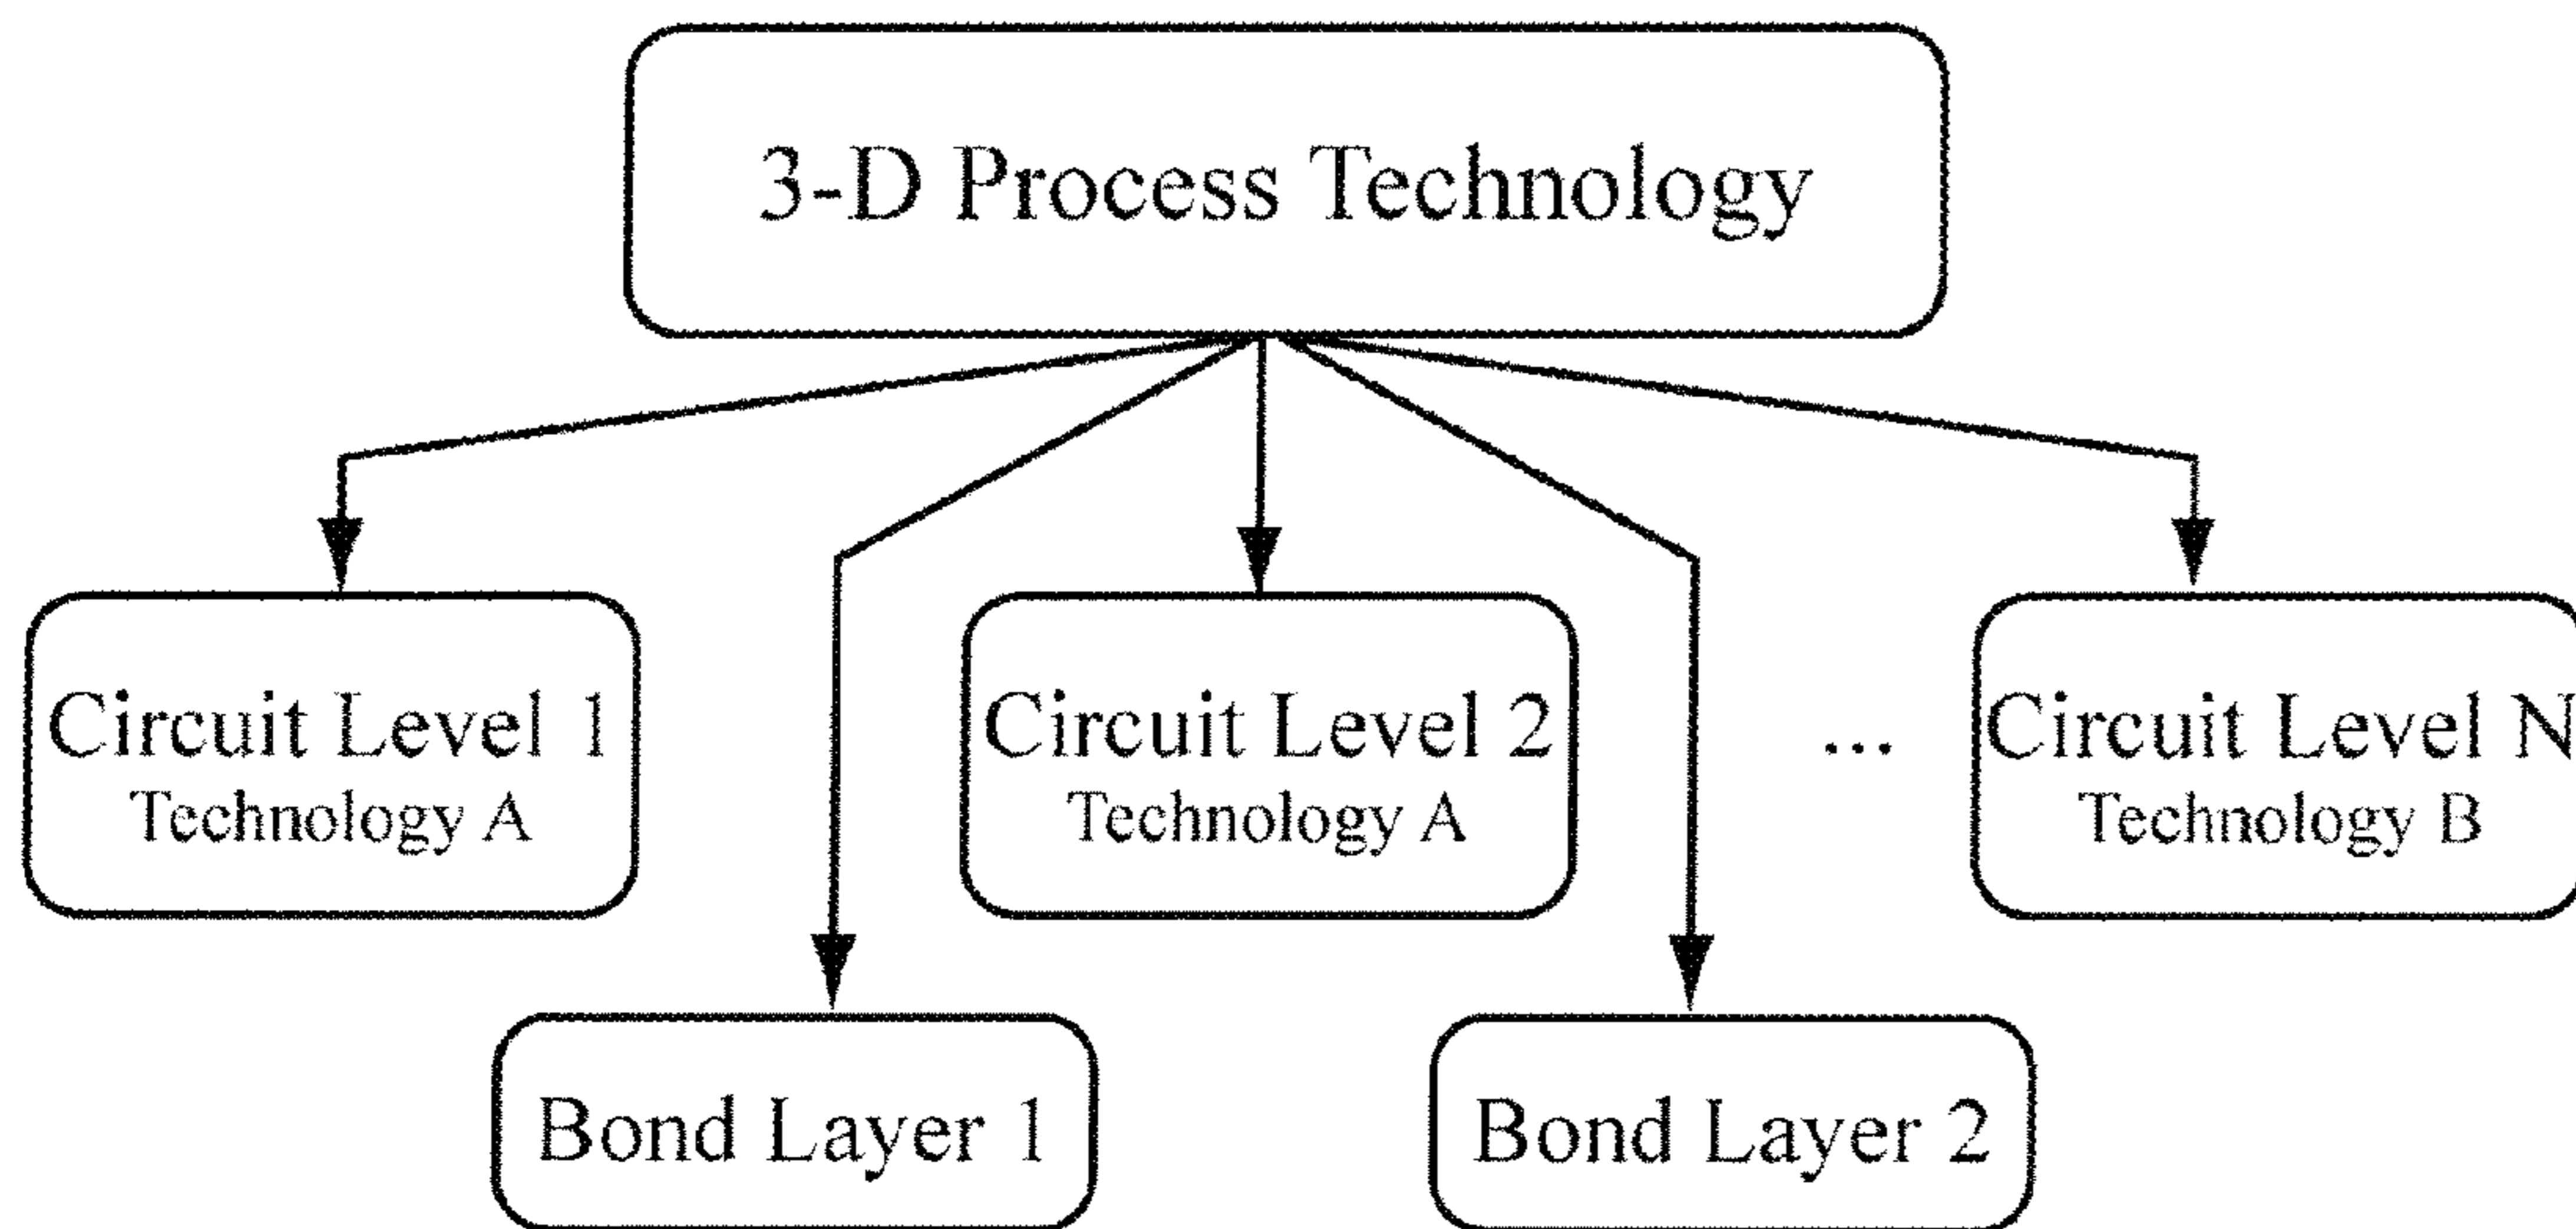 3-D Process Technology
Circuit Level 1
Technology A
Circuit Level 2
Technology A
...
Circuit Level N
Technology B
Bond Layer 1
Bond Layer 2